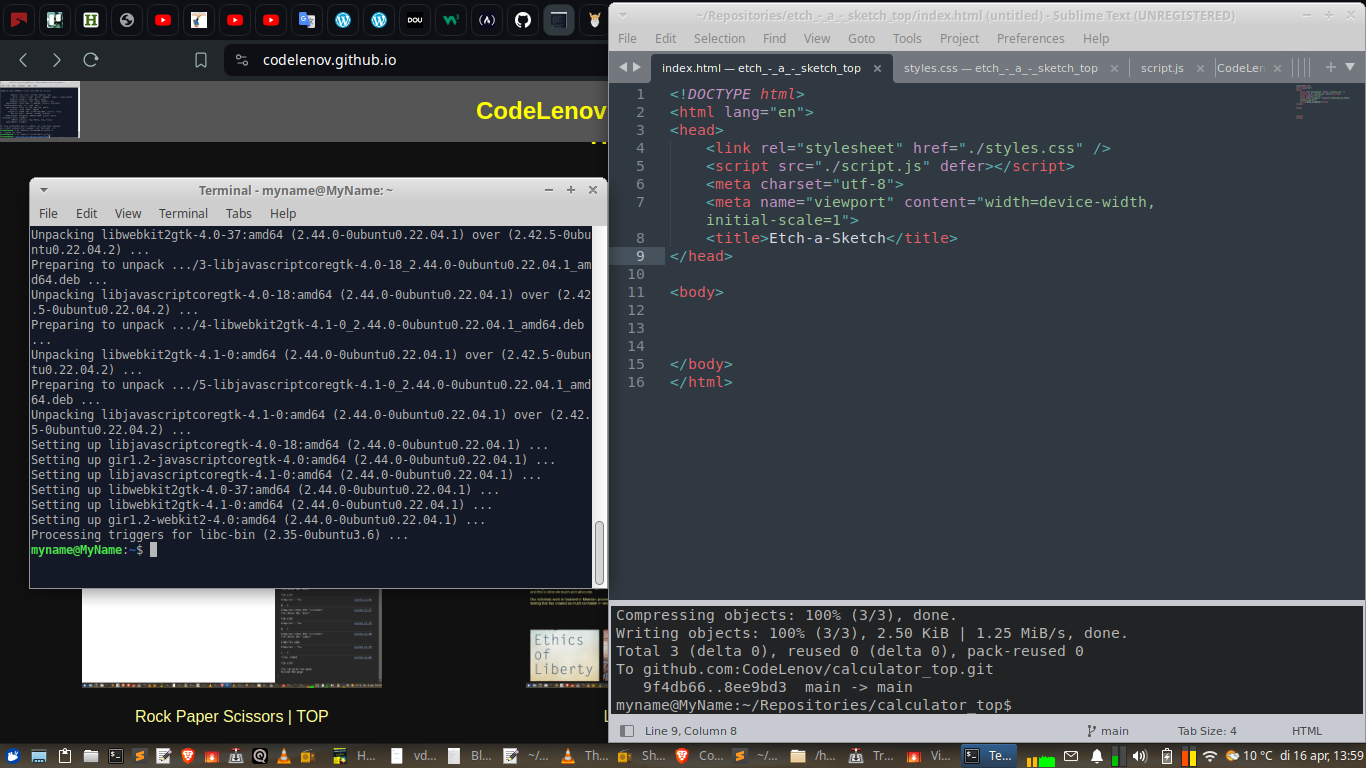 DOU
codelenov.github.io
CodeLenov
Terminal - myname@MyName: ~
File Edit View Terminal Tabs Help
Unpacking libwebkit2gtk-4.0-37:amd64 (2.44.0-0ubuntu0.22.04.1) over (2.42.5-0ubu
ntu0.22.04.2) ...
Preparing to unpack .../3-libjavascriptcoregtk-4.0-18_2.44.0-0ubuntu0.22.04.1_am
d64.deb ...
Unpacking libjavascriptcoregtk-4.0-18:amd64 (2.44.0-0ubuntu0.22.04.1) over (2.42
.5-0ubuntu0.22.04.2) ...
Preparing to unpack .../4-libwebkit2gtk-4.1-0_2.44.0-0ubuntu0.22.04.1_amd64.deb
...
Unpacking libwebkit2gtk-4.1-0:amd64 (2.44.0-0ubuntu0.22.04.1) over (2.42.5-0ubun
tu0.22.04.2) ...
Preparing to unpack .../5-libjavascriptcoregtk-4.1-0_2.44.0-0ubuntu0.22.04.1_amd
64.deb ...
Unpacking libjavascriptcoregtk-4.1-0:amd64 (2.44.0-0ubuntu0.22.04.1) over (2.42.
5-0ubuntu0.22.04.2) ...
Setting up libjavascriptcoregtk-4.0-18:amd64 (2.44.0-0ubuntu0.22.04.1) ...
Setting up gir1.2-javascriptcoregtk-4.0:amd64 (2.44.0-0ubuntu0.22.04.1) ...
Setting up libjavascriptcoregtk-4.1-0:amd64 (2.44.0-0ubuntu0.22.04.1) ...
Setting up libwebkit2gtk-4.0-37:amd64 (2.44.0-0ubuntu0.22.04.1) ...
Setting up libwebkit2gtk-4.1-0:amd64 (2.44.0-0ubuntu0.22.04.1) ...
Setting up gir1.2-webkit2-4.0:amd64 (2.44.0-0ubuntu0.22.04.1) ...
Processing triggers for libc-bin (2.35-0ubuntu3.6) ...
myname@MyName:~$
Ethics
of
Liberty
Rock Paper Scissors | TOP
~/Repositories/etch_-_a_-_sketch_top/index.html (untitled) - Sublime Text (UNREGISTERED)
File Edit Selection Find View Goto Tools Project Preferences Help
index.html — etch_-_a_-_sketch_top styles.css — etch_-_a_-_sketch_top script.js CodeLen
1 <!DOCTYPE html>
2 <html lang="en">
3 <head>
4 <link rel="stylesheet" href="./styles.css" />
5 <script src="./script.js" defer></script>
6 <meta charset="utf-8">
7 <meta name="viewport" content="width=device-width,
initial-scale=1">
8 <title>Etch-a-Sketch</title>
9 </head>
10
11 <body>
12
13
14
15 </body>
16 </html>
Compressing objects: 100% (3/3), done.
Writing objects: 100% (3/3), 2.50 KiB | 1.25 MiB/s, done.
Total 3 (delta 0), reused 0 (delta 0), pack-reused 0
To github.com:CodeLenov/calculator_top.git
9f4db66..8ee9bd3 main -> main
myname@MyName:~/Repositories/calculator_top$
Line 9, Column 8 main Tab Size: 4 HTML
H... vd... Bl... ~/... Th... Sh... Co... ~/... /h... Tr... Vi... Te... 10 °C di 16 apr, 13:59